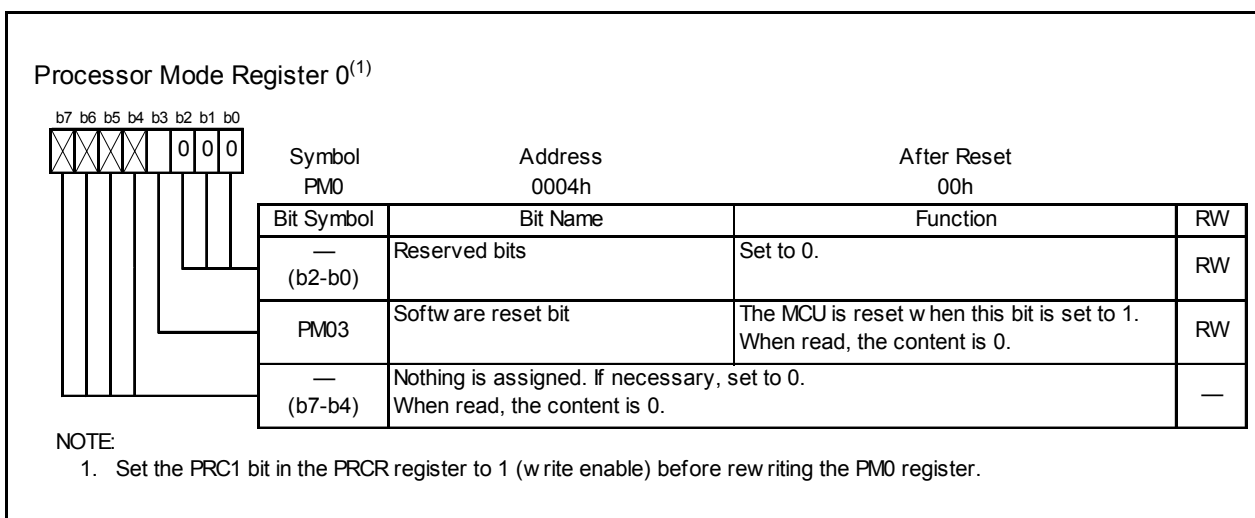 Processor Mode Register 0(1)
b7 b6 b5 b4 b3 b2 b1 b0
0 0 0
Symbol Address After Reset
PM0 0004h 00h
Bit Symbol Bit Name Function RW
— Reserved bits Set to 0. RW
(b2-b0)
PM03 Software reset bit The MCU is reset when this bit is set to 1. RW
When read, the content is 0.
— Nothing is assigned. If necessary, set to 0. —
(b7-b4) When read, the content is 0.
NOTE:
1. Set the PRC1 bit in the PRCR register to 1 (write enable) before rewriting the PM0 register.